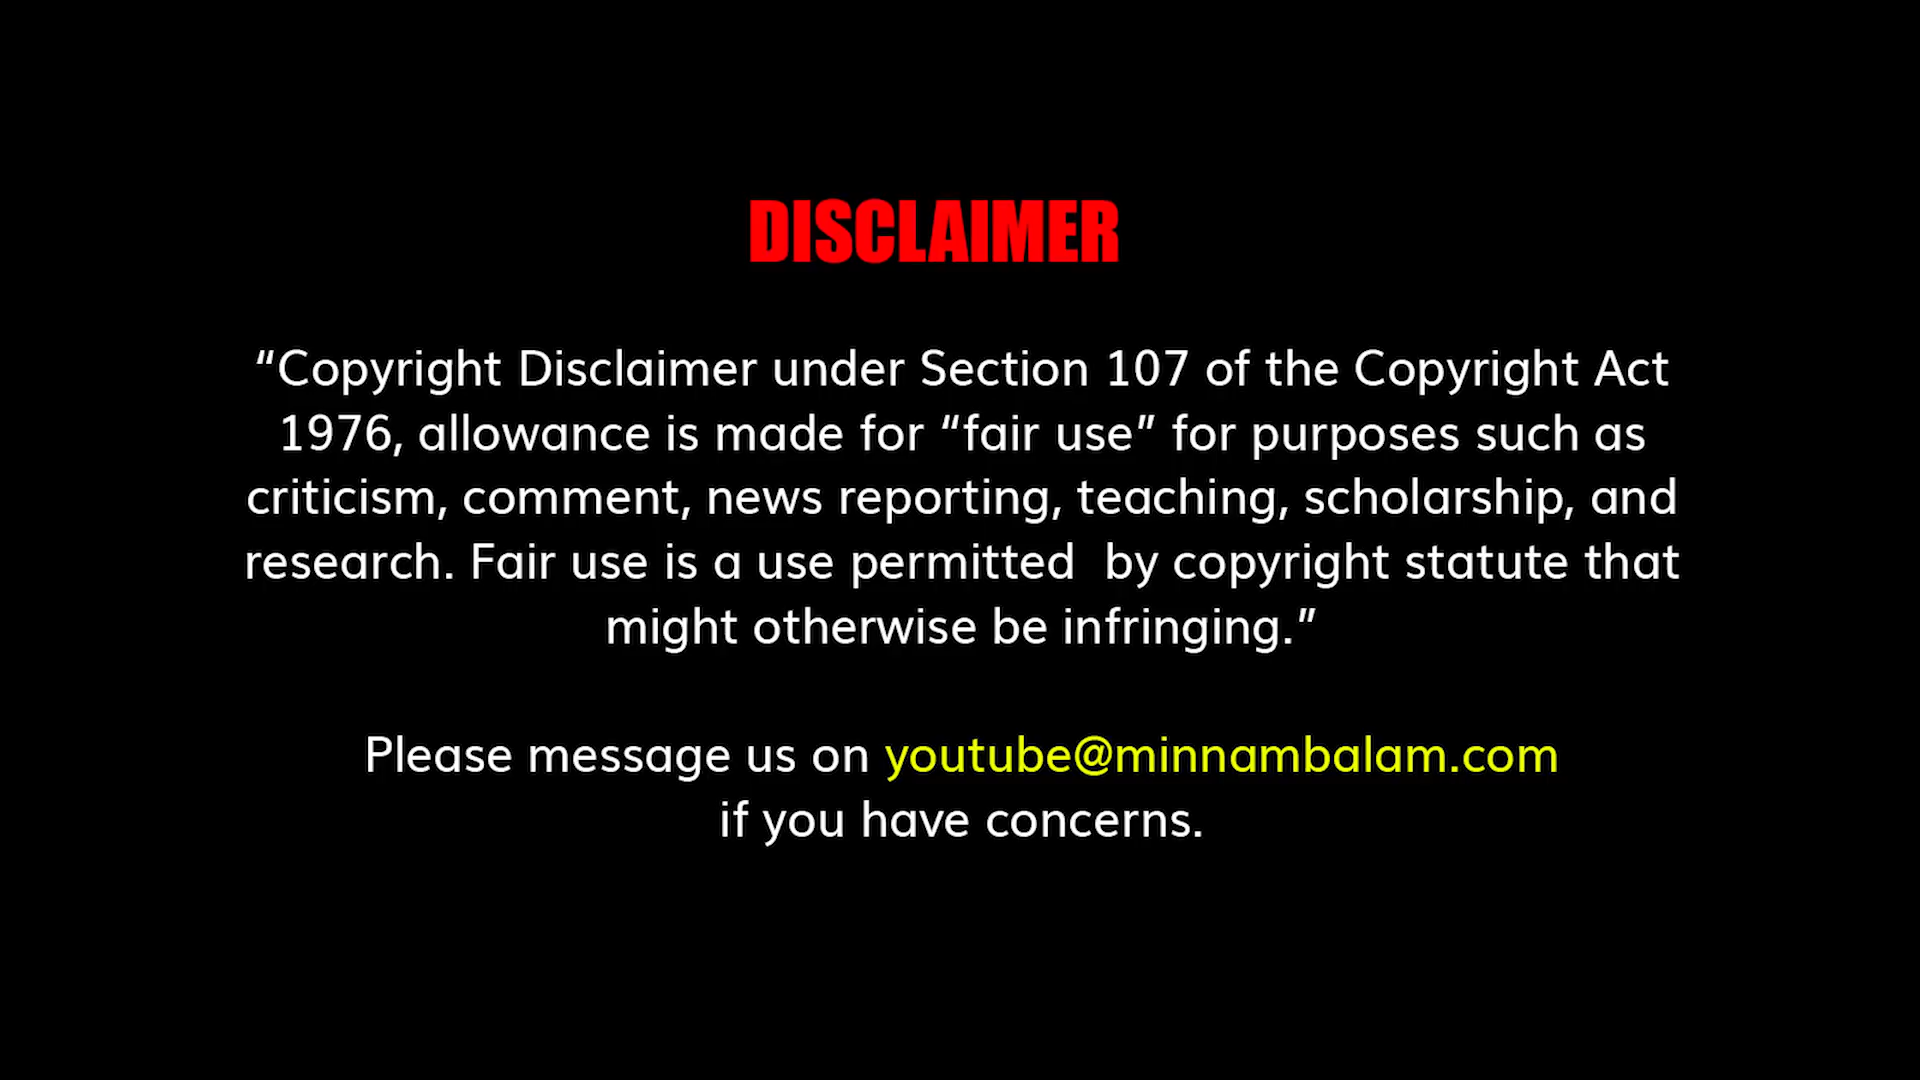 DISCLAIMER
“Copyright Disclaimer under Section 107 of the Copyright Act
1976, allowance is made for “fair use” for purposes such as
criticism, comment, news reporting, teaching, scholarship, and
research. Fair use is a use permitted  by copyright statute that
might otherwise be infringing.”
Please message us on youtube@minnambalam.com
if you have concerns.